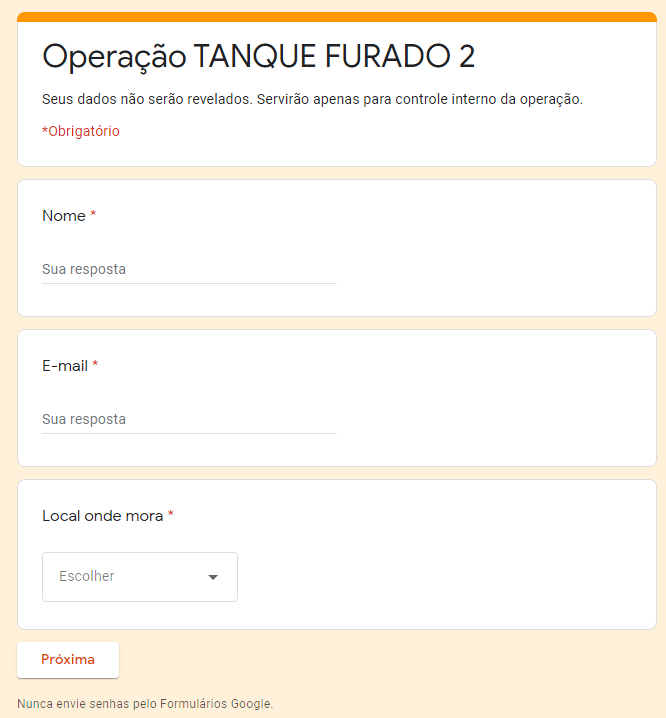 Operação TANQUE FURADO 2
Seus dados não serão revelados. Servirão apenas para controle interno da operação.
*Obrigatório
Nome *
Sua resposta
E-mail *
Sua resposta
Local onde mora *
Escolher
Próxima
Nunca envie senhas pelo Formulários Google.